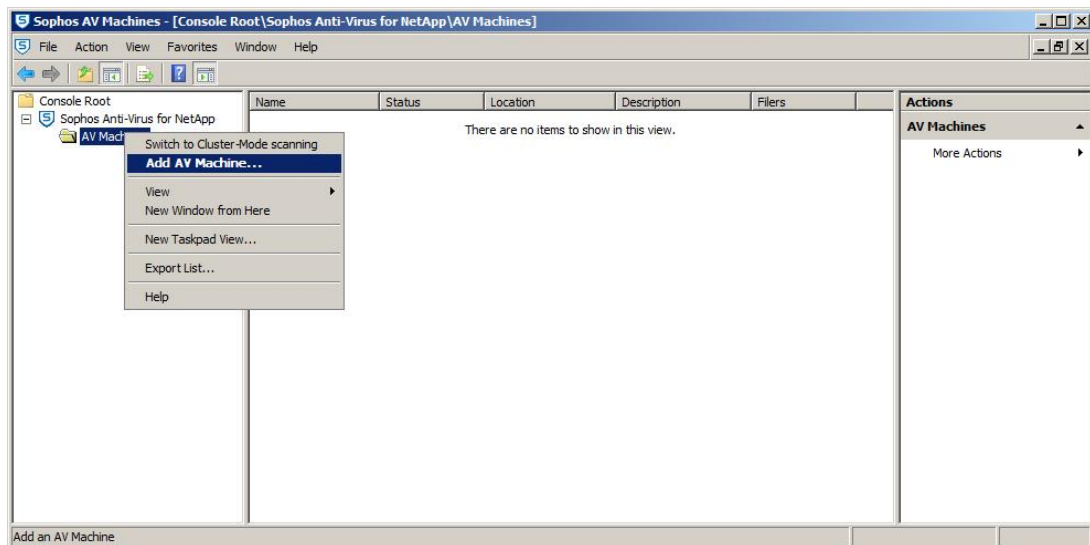 Sophos AV Machines - [Console Root\Sophos Anti-Virus for NetApp\AV Machines]
File Action View Favorites Window Help
Console Root
Sophos Anti-Virus for NetApp
AV Mach
Switch to Cluster-Mode scanning
Add AV Machine...
View
New Window from Here
New Taskpad View...
Export List...
Help
Name Status Location Description Filers
There are no items to show in this view.
Actions
AV Machines
More Actions
Add an AV Machine